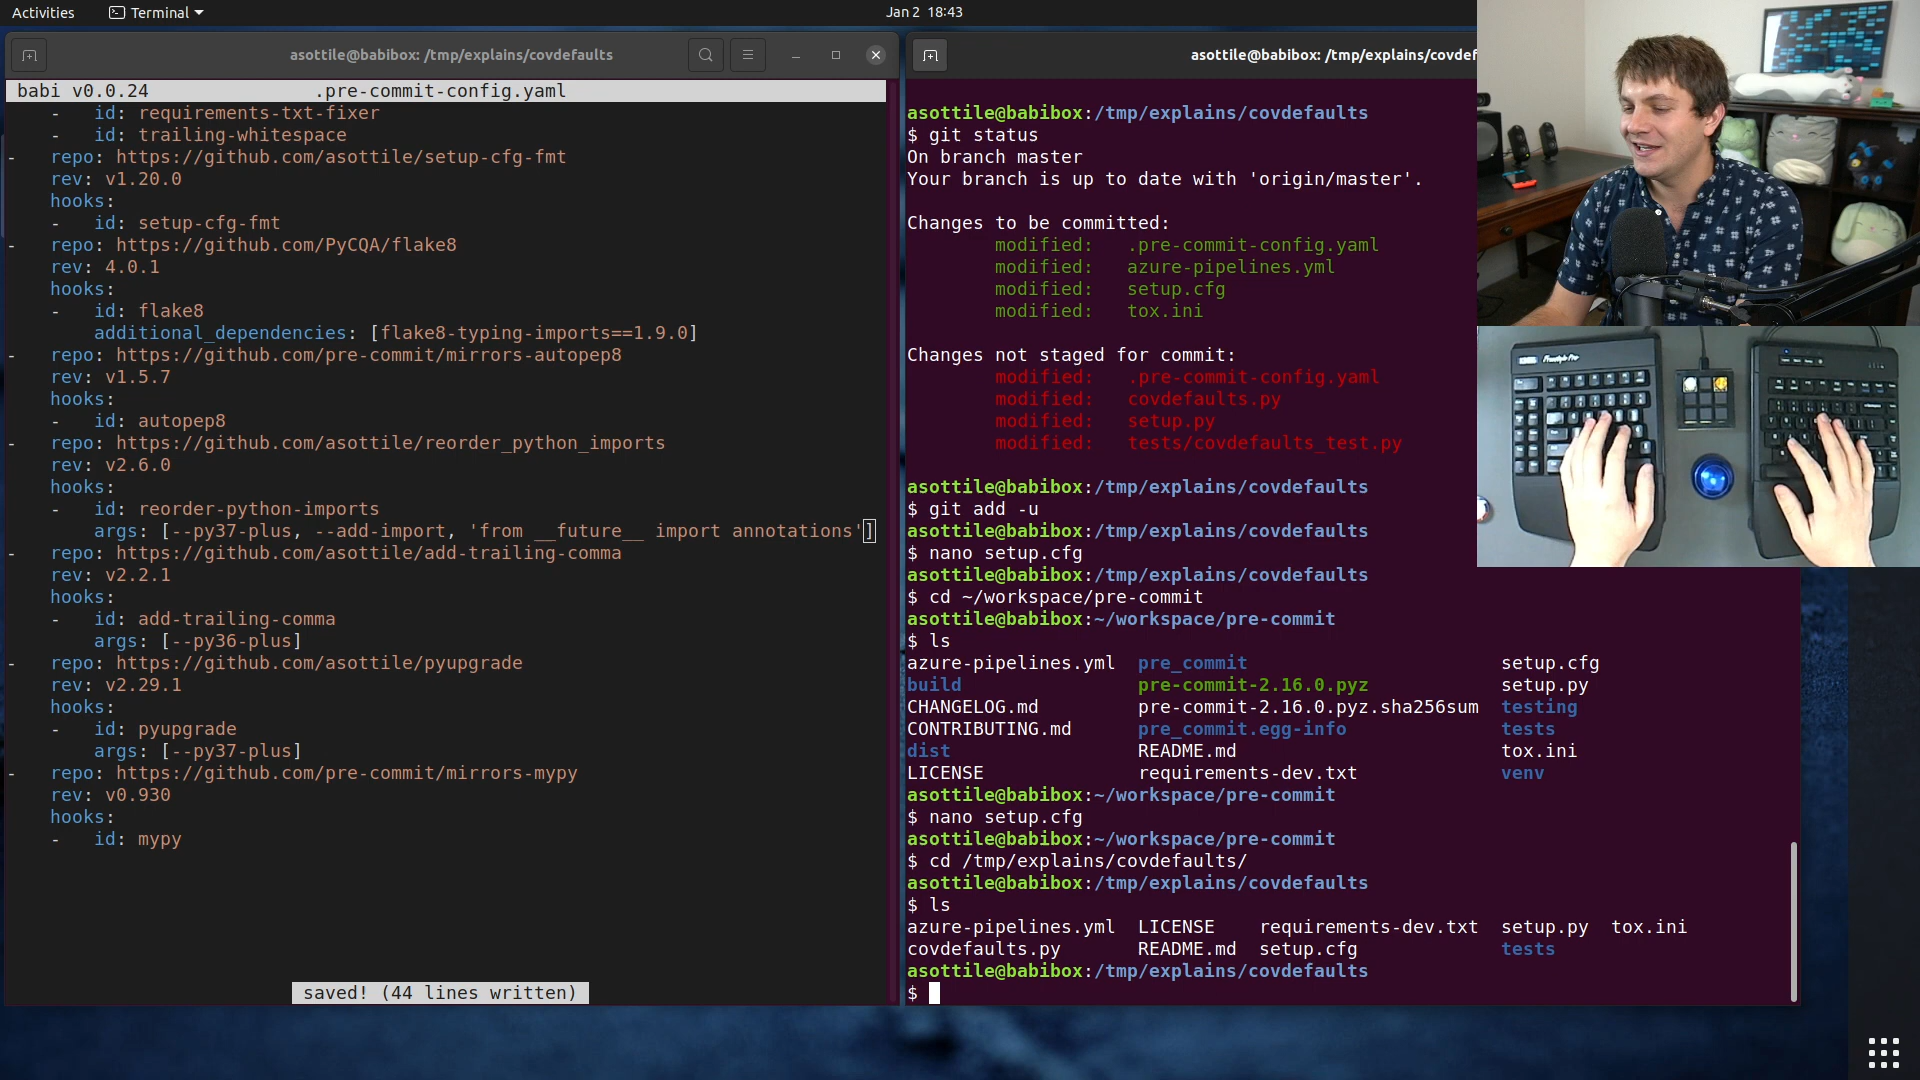 Activities
Terminal
Jan 2 18:43
asottile@babibox: /tmp/explains/covdefaults
babi v0.0.24 .pre-commit-config.yaml
- id: requirements-txt-fixer
- id: trailing-whitespace
- repo: https://github.com/asottile/setup-cfg-fmt
rev: v1.20.0
hooks:
- id: setup-cfg-fmt
- repo: https://github.com/PyCQA/flake8
rev: 4.0.1
hooks:
- id: flake8
additional_dependencies: [flake8-typing-imports==1.9.0]
- repo: https://github.com/pre-commit/mirrors-autopep8
rev: v1.5.7
hooks:
- id: autopep8
- repo: https://github.com/asottile/reorder_python_imports
rev: v2.6.0
hooks:
- id: reorder-python-imports
args: [--py37-plus, --add-import, 'from __future__ import annotations']
- repo: https://github.com/asottile/add-trailing-comma
rev: v2.2.1
hooks:
- id: add-trailing-comma
args: [--py36-plus]
- repo: https://github.com/asottile/pyupgrade
rev: v2.29.1
hooks:
- id: pyupgrade
args: [--py37-plus]
- repo: https://github.com/pre-commit/mirrors-mypy
rev: v0.930
hooks:
- id: mypy
saved! (44 lines written)
asottile@babibox: /tmp/explains/covdef
asottile@babibox:/tmp/explains/covdefaults
$ git status
On branch master
Your branch is up to date with 'origin/master'.
Changes to be committed:
modified: .pre-commit-config.yaml
modified: azure-pipelines.yml
modified: setup.cfg
modified: tox.ini
Changes not staged for commit:
modified: .pre-commit-config.yaml
modified: covdefaults.py
modified: setup.py
modified: tests/covdefaults_test.py
asottile@babibox:/tmp/explains/covdefaults
$ git add -u
asottile@babibox:/tmp/explains/covdefaults
$ nano setup.cfg
asottile@babibox:/tmp/explains/covdefaults
$ cd ~/workspace/pre-commit
asottile@babibox:~/workspace/pre-commit
$ ls
azure-pipelines.yml pre_commit setup.cfg
build pre-commit-2.16.0.pyz setup.py
CHANGELOG.md pre-commit-2.16.0.pyz.sha256sum testing
CONTRIBUTING.md pre_commit.egg-info tests
dist README.md tox.ini
LICENSE requirements-dev.txt venv
asottile@babibox:~/workspace/pre-commit
$ nano setup.cfg
asottile@babibox:~/workspace/pre-commit
$ cd /tmp/explains/covdefaults/
asottile@babibox:/tmp/explains/covdefaults
$ ls
azure-pipelines.yml LICENSE requirements-dev.txt setup.py tox.ini
covdefaults.py README.md setup.cfg tests
asottile@babibox:/tmp/explains/covdefaults
$
Freestyle Pro